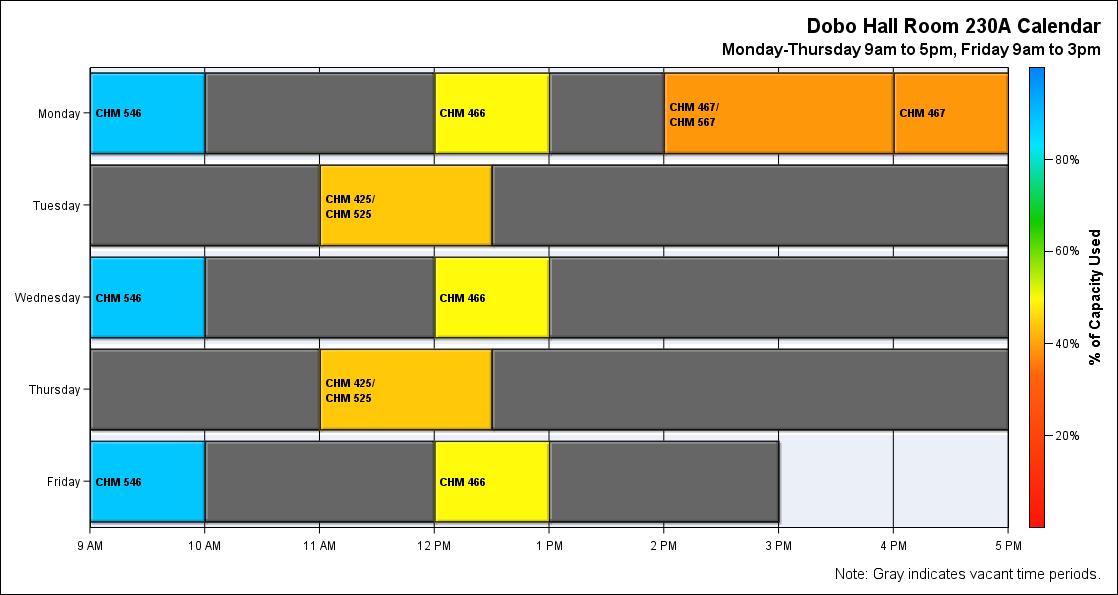 Dobo Hall Room 230A Calendar
Monday-Thursday 9am to 5pm, Friday 9am to 3pm
Monday
CHM 546
CHM 466
CHM 467/
CHM 567
CHM 467
Tuesday
CHM 425/
CHM 525
Wednesday
CHM 546
CHM 466
Thursday
CHM 425/
CHM 525
Friday
CHM 546
CHM 466
9 AM
10 AM
11 AM
12 PM
1 PM
2 PM
3 PM
4 PM
5 PM
80%
60%
40%
20%
% of Capacity Used
Note: Gray indicates vacant time periods.